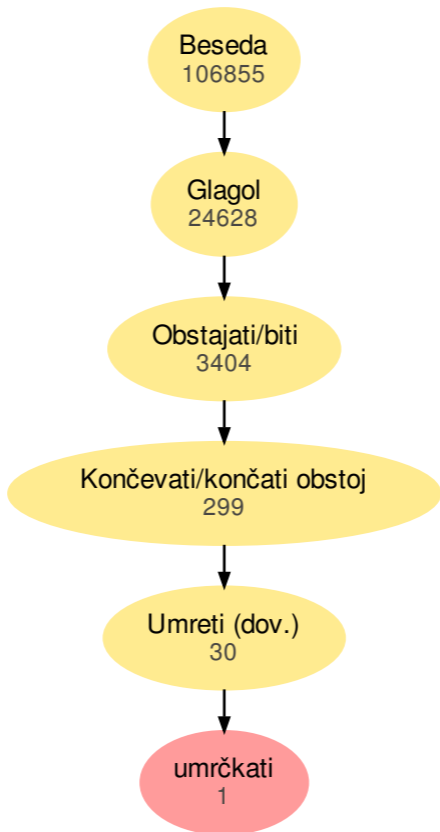 Beseda
106855
Glagol
24628
Obstajati/biti
3404
Končevati/končati obstoj
299
Umreti (dov.)
30
umrčkati
1